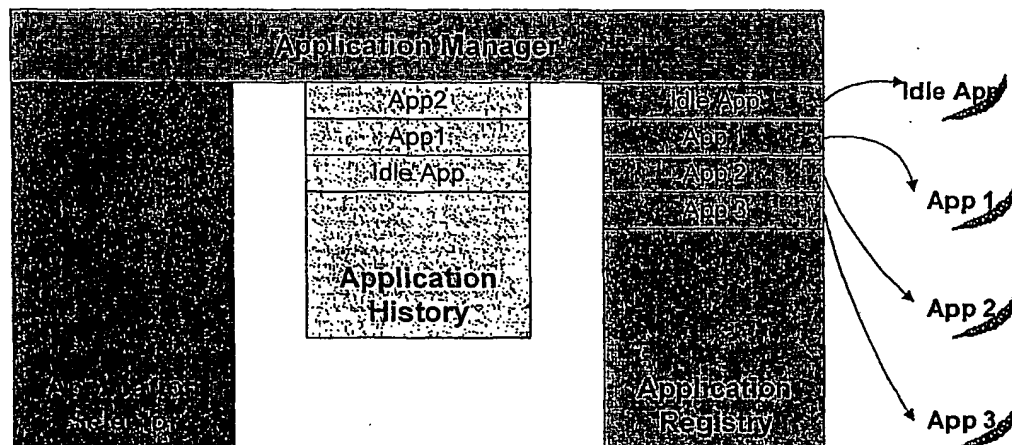 Application Manager
App2
App1
Idle App
Application
History
Idle App
App 1
App 2
App 3
Application
Registry
Idle App
App 1
App 2
App 3
Application